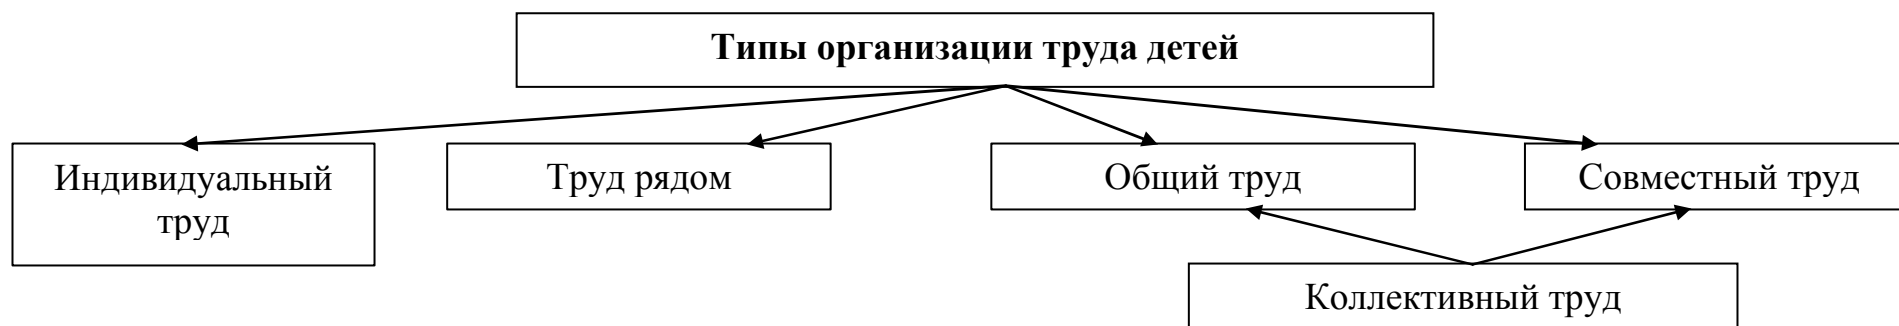 Типы организации труда детей
Индивидуальный
труд
Труд рядом
Общий труд
Совместный труд
Коллективный труд